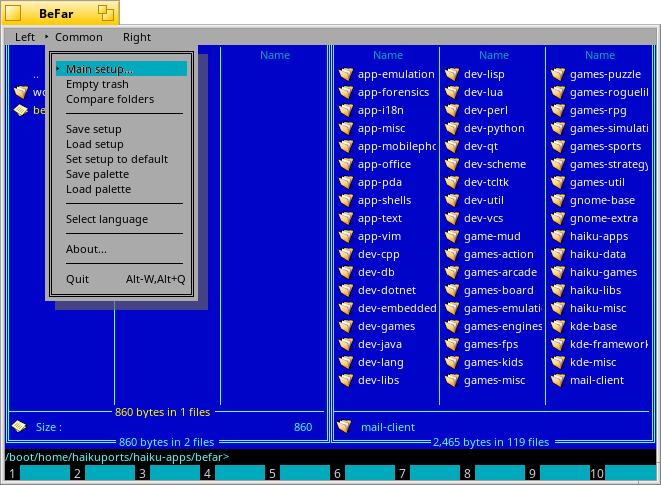 BeFar
Left Common Right
Main setup...
Empty trash
Compare folders
Save setup
Load setup
Set setup to default
Save palette
Load palette
Select language
About...
Quit Alt-W,Alt+Q
..
Name
Name Name Name
app-emulation dev-lisp games-puzzle
app-forensics dev-lua games-rogueli
app-i18n dev-perl games-rpg
app-misc dev-python games-simulati
app-mobilepho dev-qt games-sports
app-office dev-scheme games-strategy
app-pda dev-tcltk games-util
app-shells dev-util gnome-base
app-text dev-vcs gnome-extra
app-vim game-mud haiku-apps
dev-cpp games-action haiku-data
dev-db games-arcade haiku-games
dev-dotnet games-board haiku-libs
dev-embedded games-emulati haiku-misc
dev-games games-engines kde-base
dev-java games-fps kde-framework
dev-lang games-kids kde-misc
dev-libs games-misc mail-client
860 bytes in 1 files
Size : 860
860 bytes in 2 files
mail-client
2,465 bytes in 119 files
/boot/home/haikuports/haiku-apps/befar>
1 2 3 4 5 6 7 8 9 10